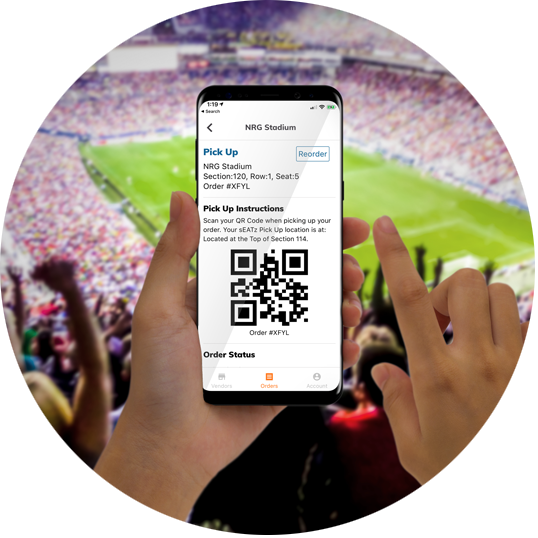 1:19
Search
NRG Stadium
Pick Up
Reorder
NRG Stadium
Section:120, Row:1, Seat:5
Order #XFYL
Pick Up Instructions
Scan your QR Code when picking up your
order. Your sEATz Pick Up location is at:
Located at the Top of Section 114.
Order #XFYL
Order Status
Vendors
Orders
Account